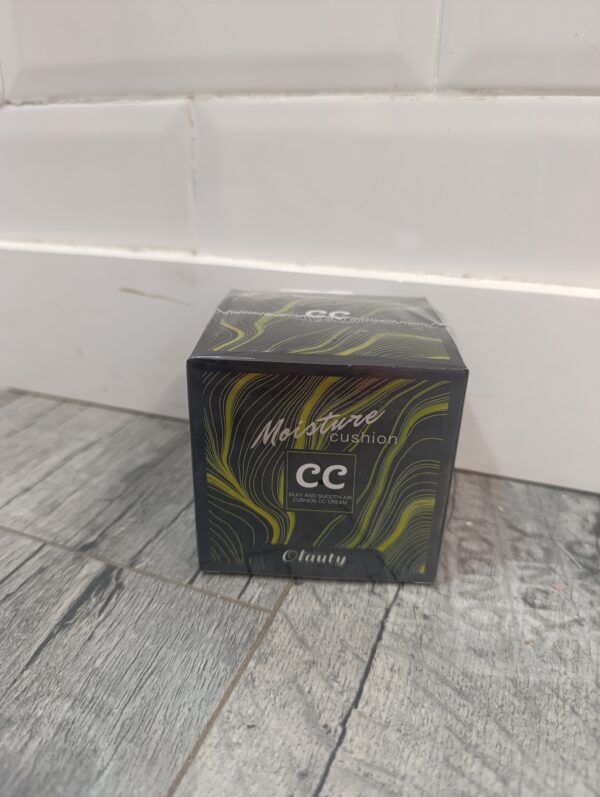 CC
Moisture
cushion
CC
SILKY AND SMOOTH AIR
CUSHION CC CREAM
Olauty